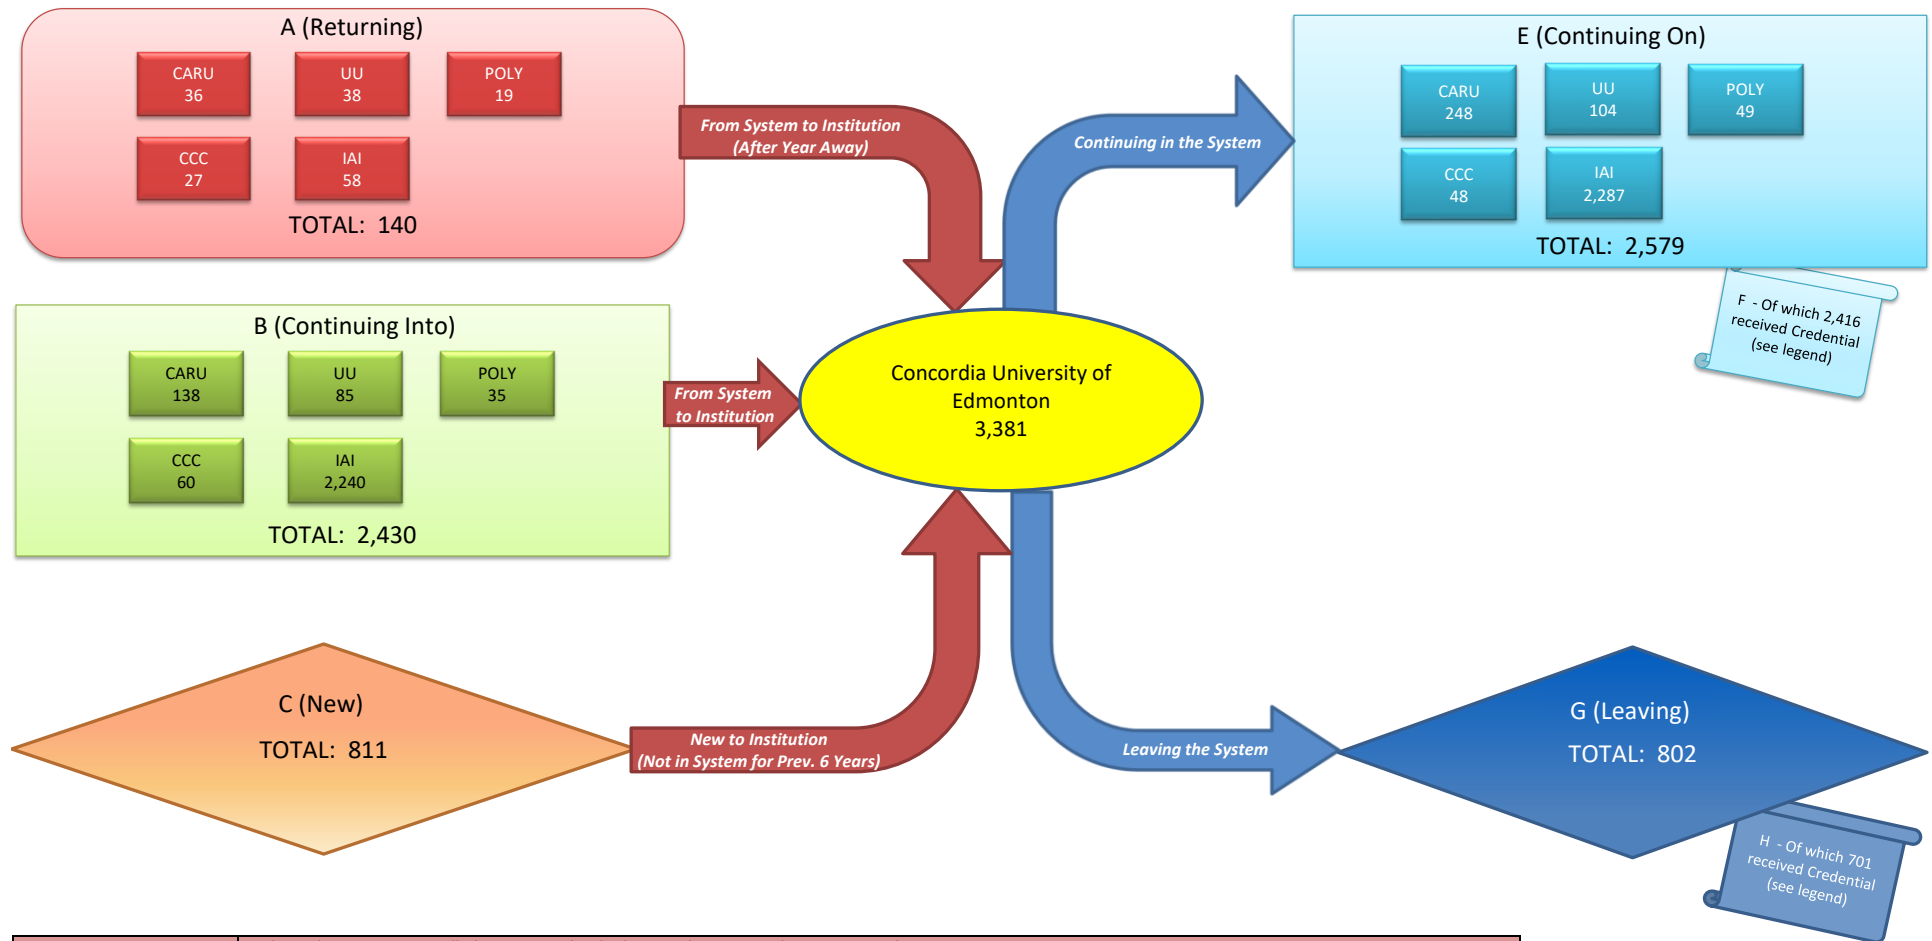 A (Returning)
CARU
36
UU
38
POLY
19
CCC
27
IAI
58
TOTAL: 140
From System to Institution
(After Year Away)
B (Continuing Into)
CARU
138
UU
85
POLY
35
CCC
60
IAI
2,240
TOTAL: 2,430
From System
to Institution
C (New)
TOTAL: 811
New to Institution
(Not in System for Prev. 6 Years)
Concordia University of
Edmonton
3,381
Continuing in the System
E (Continuing On)
CARU
248
UU
104
POLY
49
CCC
48
IAI
2,287
TOTAL: 2,579
F - Of which 2,416
received Credential
(see legend)
Leaving the System
G (Leaving)
TOTAL: 802
H - Of which 701
received Credential
(see legend)